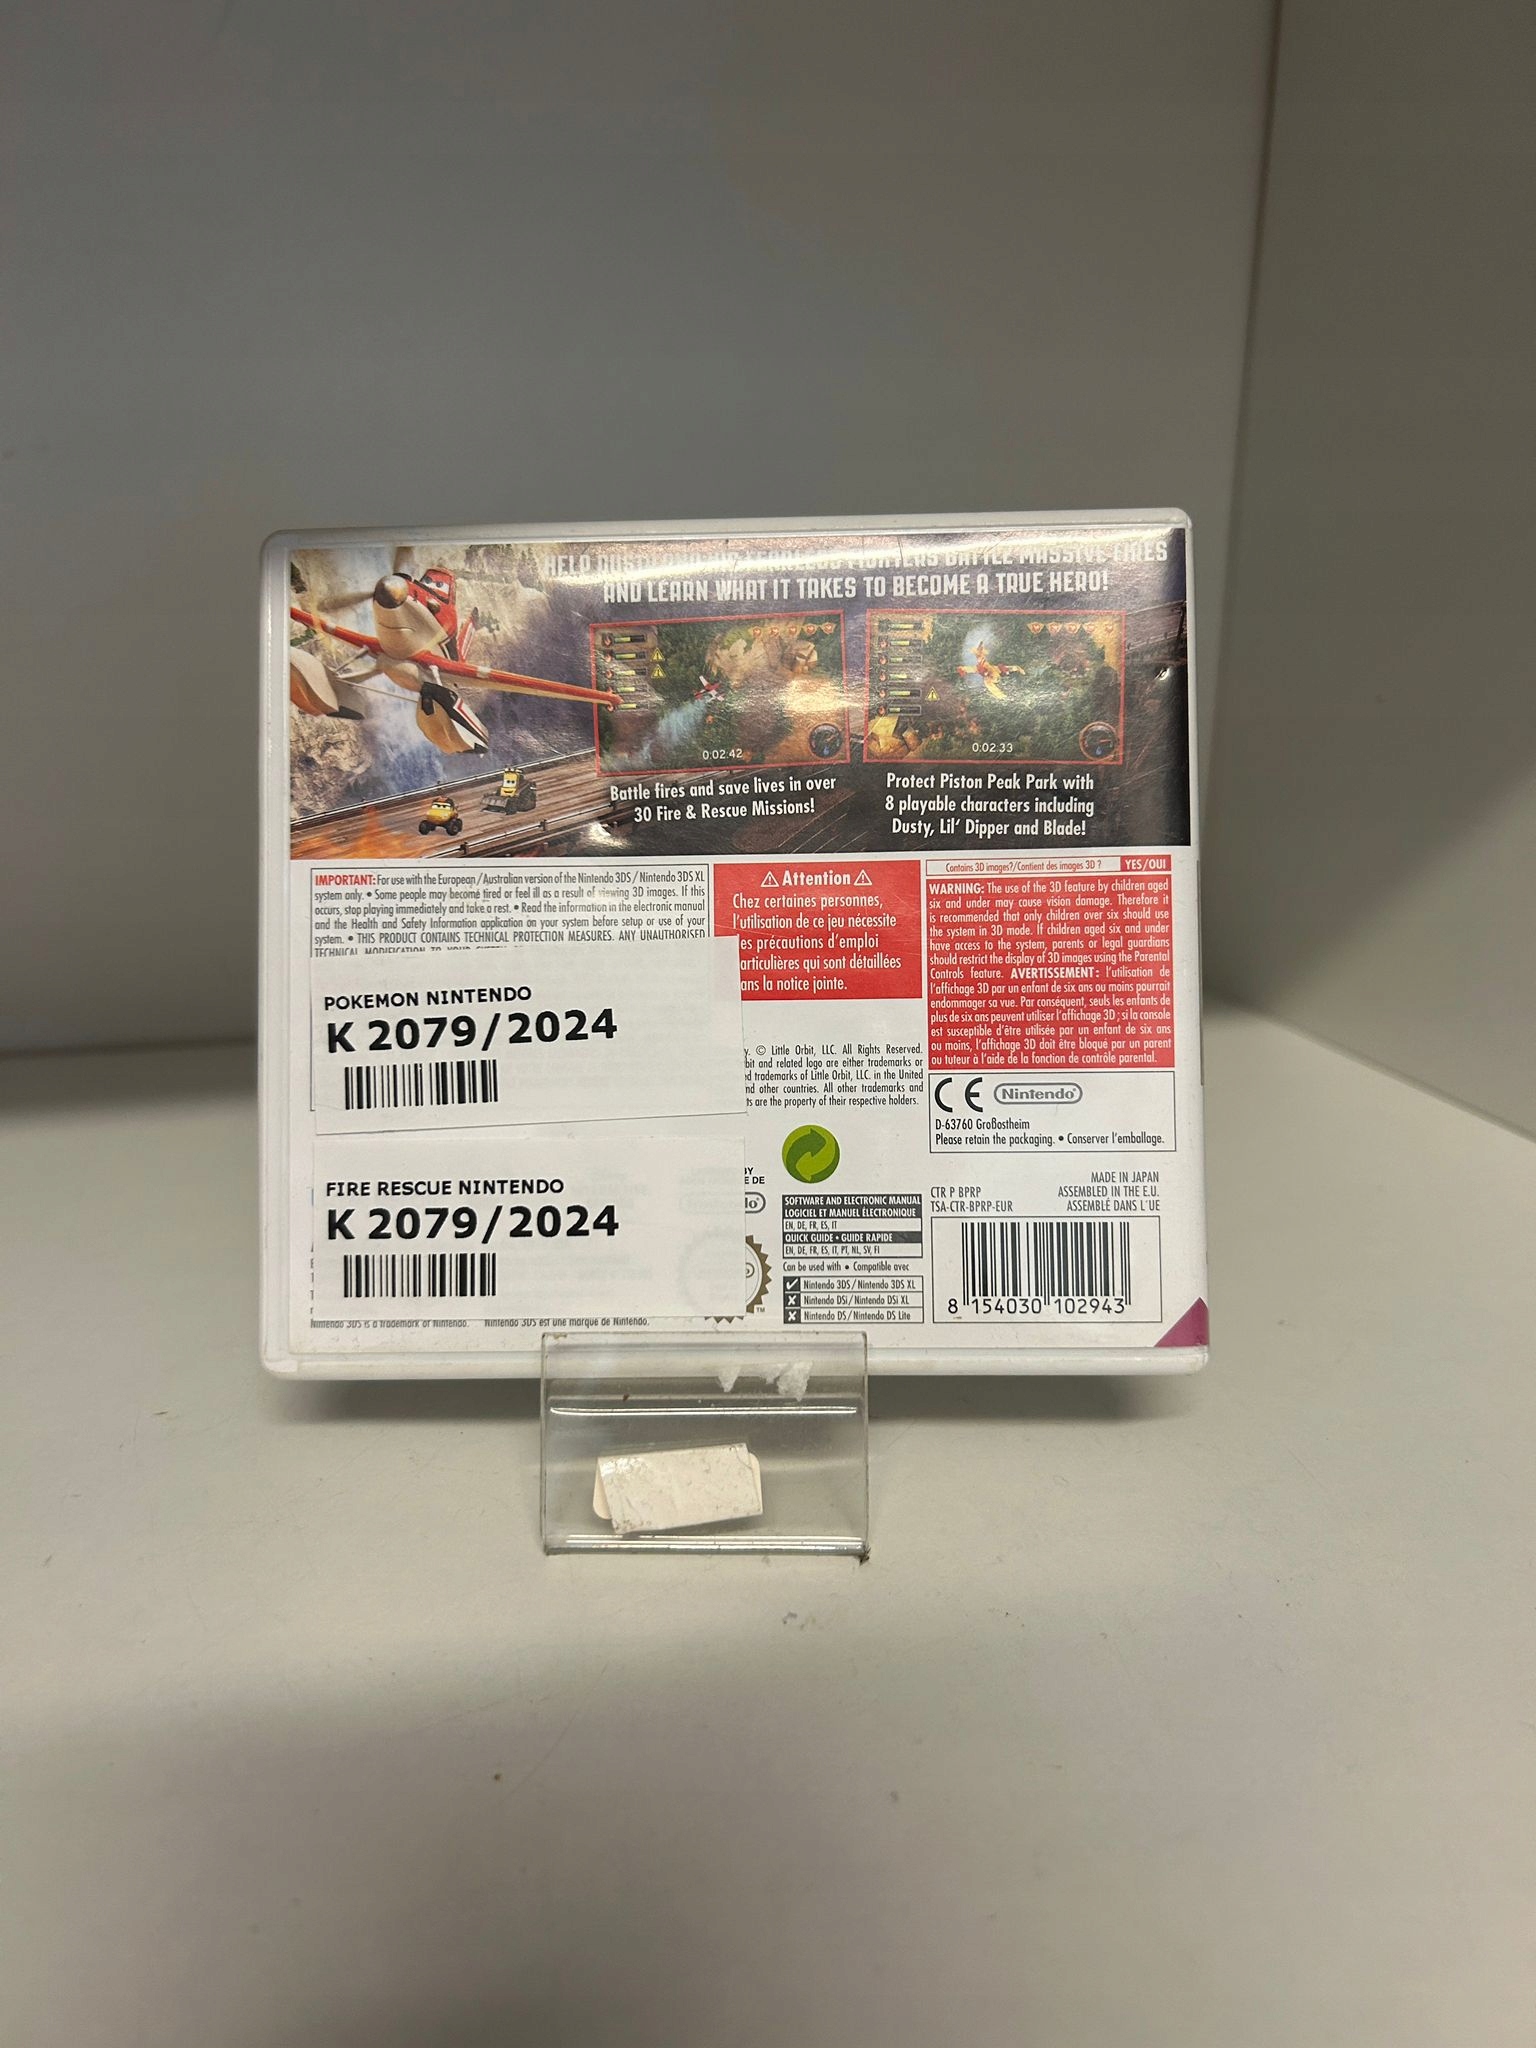 AND LEARN WHAT IT TAKES TO BECOME A TRUE HERO!
0:02.42
0:02.33
Battle fires and save lives in over
30 Fire & Rescue Missions!
Protect Piston Peak Park with
8 playable characters including
Dusty, Lil' Dipper and Blade!
IMPORTANT: For use with the European/Australian version of the Nintendo 3DS/Nintendo 3DS XL
system only. • Some people may become tired or feel ill as a result of viewing 3D images. If this
occurs, stop playing immediately and take a rest. • Read the information in the electronic manual
and the Health and Safety Information application on your system before setup or use of your
system. • THIS PRODUCT CONTAINS TECHNICAL PROTECTION MEASURES. ANY UNAUTHORISED
TECHNICAL MODIFICATION TO YOUR SYSTEM
Attention
Chez certaines personnes,
l'utilisation de ce jeu nécessite
es précautions d'emploi
articulières qui sont détaillées
ans la notice jointe.
Contains 3D images?/Contient des images 3D ? YES/OUI
WARNING: The use of the 3D feature by children aged
six and under may cause vision damage. Therefore it
is recommended that only children over six should use
the system in 3D mode. If children aged six and under
have access to the system, parents or legal guardians
should restrict the display of 3D images using the Parental
Controls feature. AVERTISSEMENT: l'utilisation de
l'affichage 3D par un enfant de six ans ou moins pourrait
endommager sa vue. Par conséquent, seuls les enfants de
plus de six ans peuvent utiliser l'affichage 3D ; si la console
est susceptible d'être utilisée par un enfant de six ans
ou moins, l'affichage 3D doit être bloqué par un parent
ou tuteur à l'aide de la fonction de contrôle parental.
POKEMON NINTENDO
K 2079/2024
y. © Little Orbit, LLC. All Rights Reserved.
bit and related logo are either trademarks or
ed trademarks of Little Orbit, LLC. in the United
nd other countries. All other trademarks and
ts are the property of their respective holders.
CE Nintendo
D-63760 Großostheim
Please retain the packaging. • Conserver l'emballage.
FIRE RESCUE NINTENDO
K 2079/2024
BY
E DE
SOFTWARE AND ELECTRONIC MANUAL
LOGICIEL ET MANUEL ÉLECTRONIQUE
EN, DE, FR, ES, IT
QUICK GUIDE • GUIDE RAPIDE
EN, DE, FR, ES, IT, PT, NL, SV, FI
Can be used with • Compatible avec
Nintendo 3DS/Nintendo 3DS XL
Nintendo DSi/Nintendo DSi XL
Nintendo DS/Nintendo DS Lite
TM
CTR P BPRP
TSA-CTR-BPRP-EUR
MADE IN JAPAN
ASSEMBLED IN THE E.U.
ASSEMBLÉ DANS L'UE
8 154030 102943
Nintendo 3DS is a trademark of Nintendo. Nintendo 3DS est une marque de Nintendo.